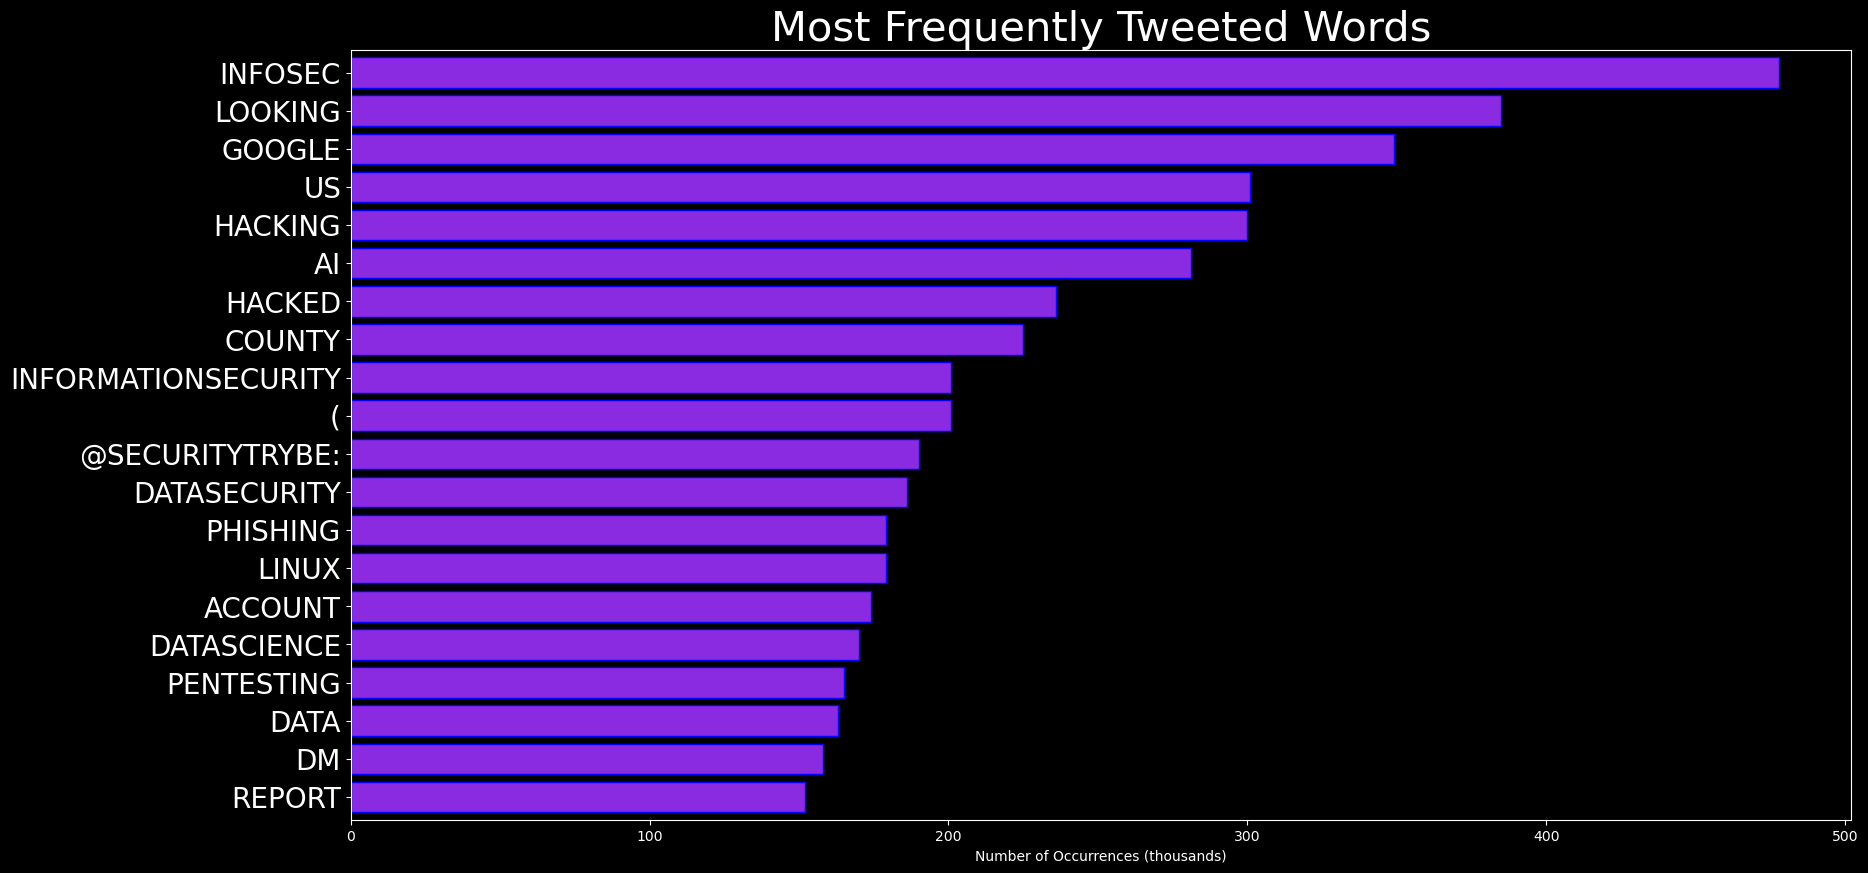 Most Frequently Tweeted Words
INFOSEC
LOOKING
GOOGLE
US
HACKING
AI
HACKED
COUNTY
INFORMATIONSECURITY
(
@SECURITYTRYBE:
DATASECURITY
PHISHING
LINUX
ACCOUNT
DATASCIENCE
PENTESTING
DATA
DM
REPORT
0 100 200 300 400 500
Number of Occurrences (thousands)